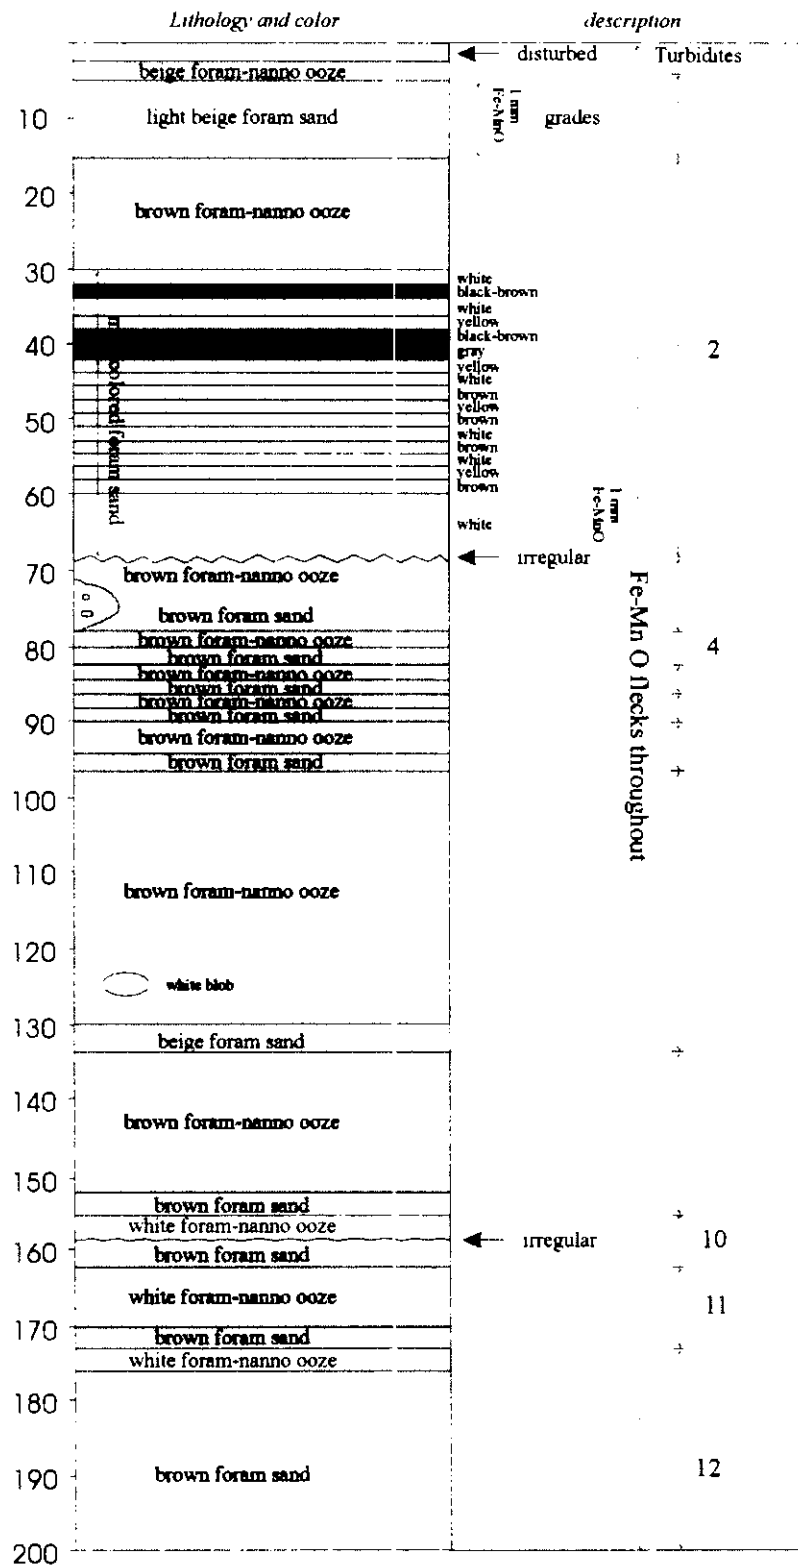 Lithology and color description
disturbed Turbidites
beige foram-nanno ooze
10 light beige foram sand 1 mm Fe-MnO grades
20
brown foram-nanno ooze
30
white
black-brown
white
yellow
black-brown
40 gray 2
yellow
white
brown
yellow
50 brown
white
brown
white
yellow
brown
colored foram sand
60 1 mm
Fe-MnO
white
irregular
70 brown foram-nanno ooze
Fe-Mn O flecks throughout
brown foram sand
brown foram-nanno ooze 4
80 brown foram sand
brown foram-nanno ooze
brown foram sand
brown foram-nanno ooze
90 brown foram sand
brown foram-nanno ooze
brown foram sand
100
110
brown foram-nanno ooze
120
white blob
130
beige foram sand
140
brown foram-nanno ooze
150
brown foram sand
white foram-nanno ooze
irregular 10
160 brown foram sand
white foram-nanno ooze 11
170 brown foram sand
white foram-nanno ooze
180
190 brown foram sand 12
200